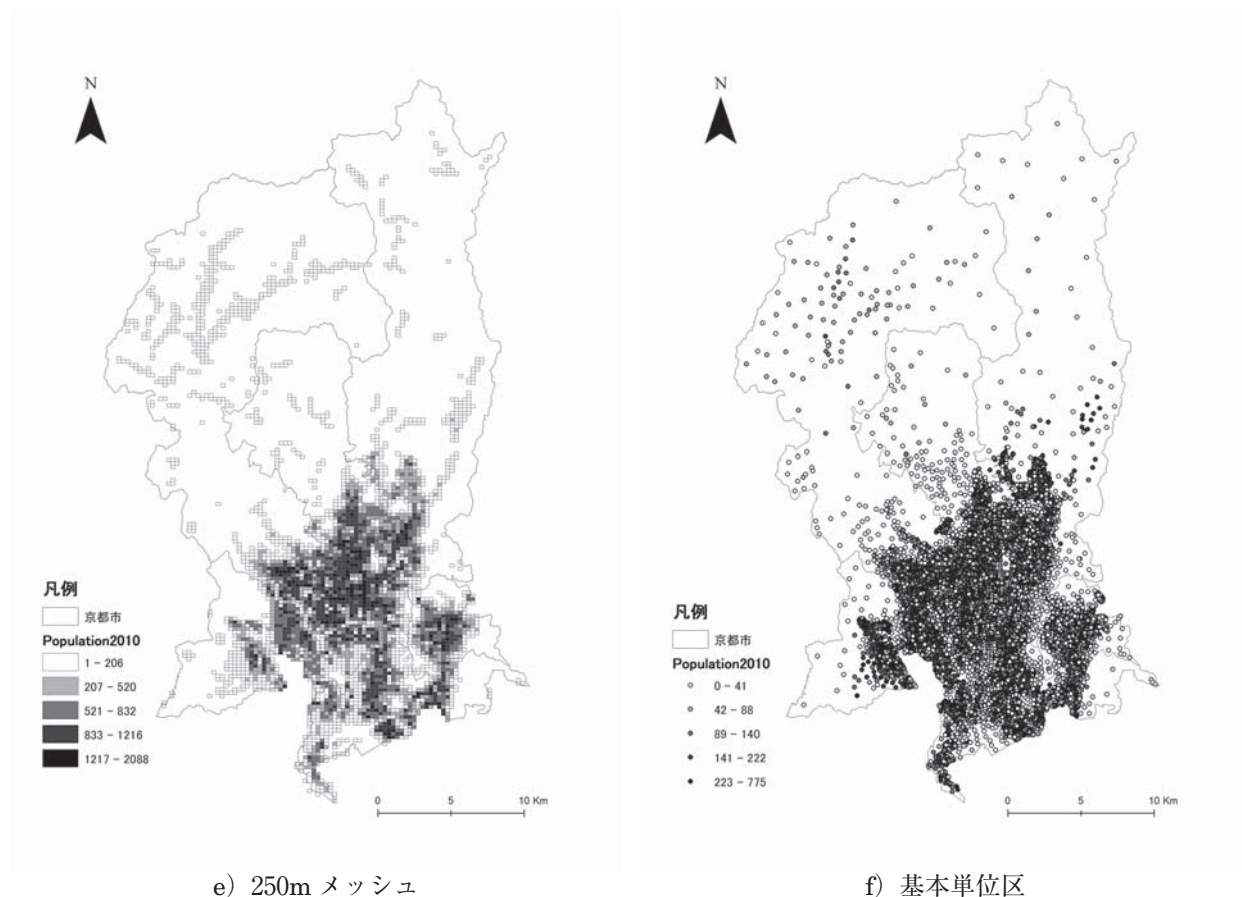 N
凡例
京都市
Population2010
1 - 206
207 - 520
521 - 832
833 - 1216
1217 - 2088
0 5 10 Km
e）250m メッシュ
N
凡例
京都市
Population2010
0 - 41
42 - 88
89 - 140
141 - 222
223 - 775
0 5 10 Km
f）基本単位区